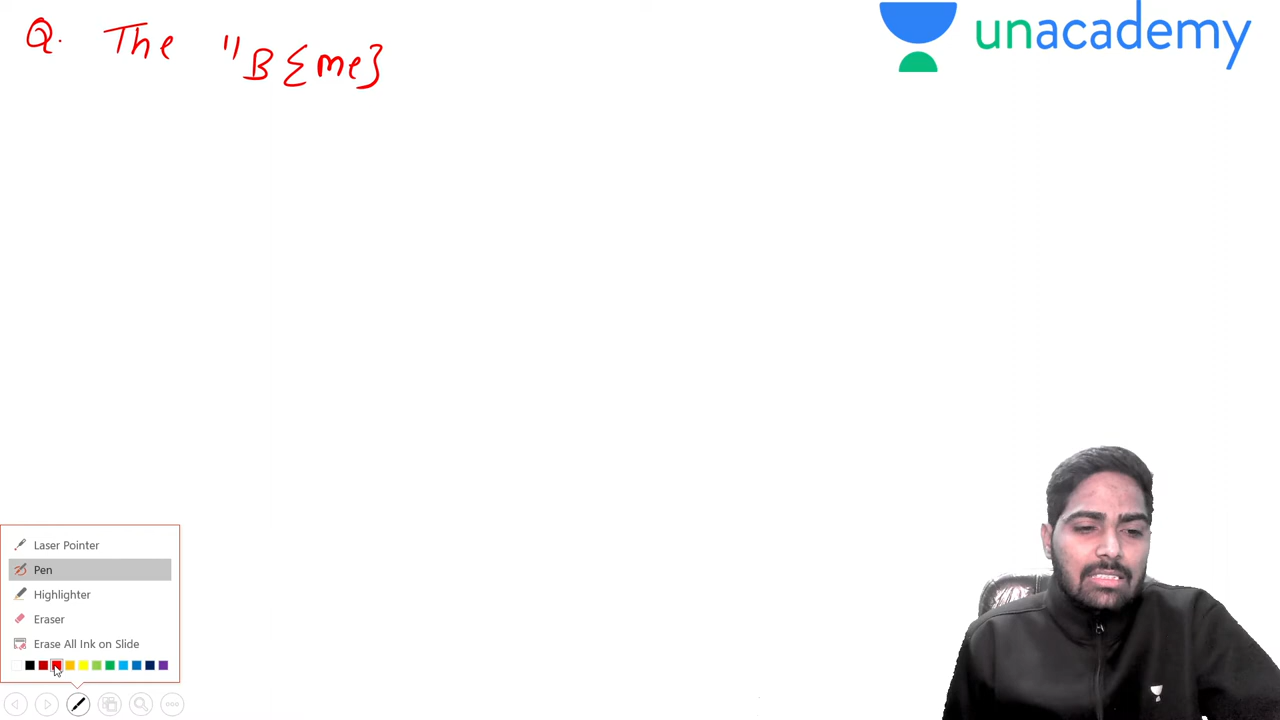 Q. The "B{me}
unacademy
Laser Pointer
Pen
Highlighter
Eraser
Erase All Ink on Slide